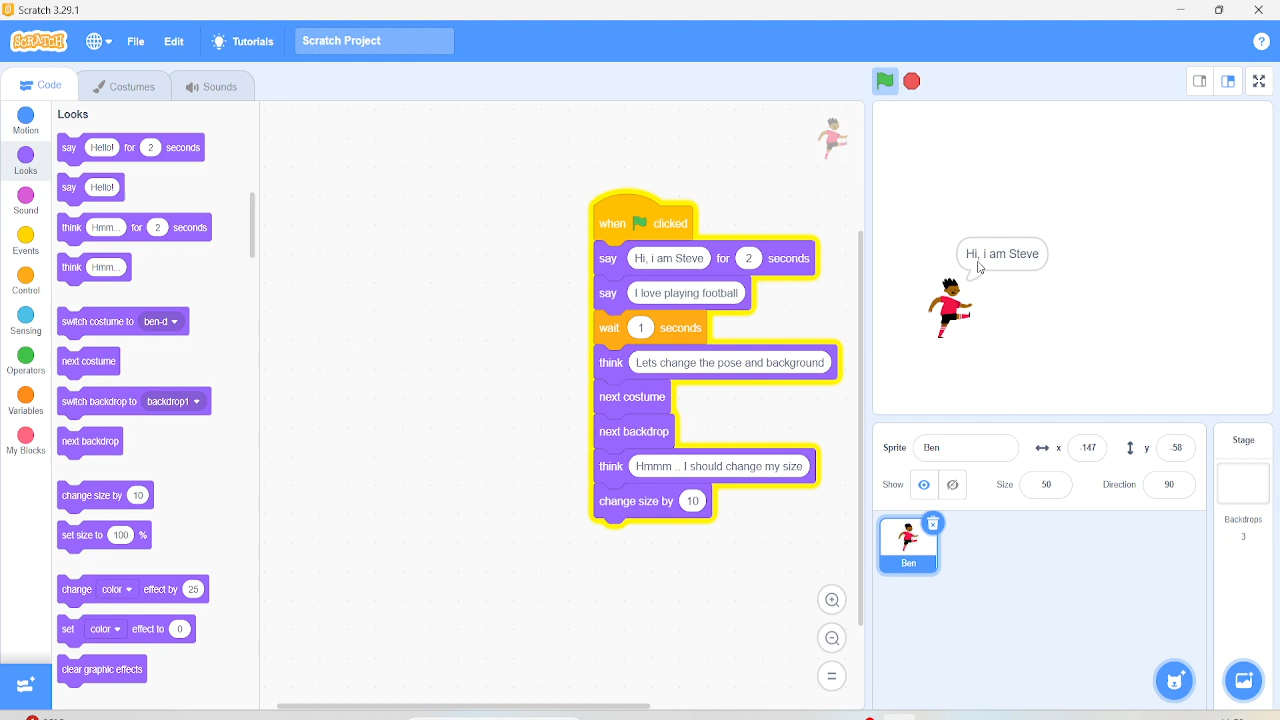 Scratch 3.29.1
SCRATCH File Edit Tutorials Scratch Project ?
Code Costumes Sounds
Motion
Looks
Sound
Events
Control
Sensing
Operators
Variables
My Blocks
Looks
say Hello! for 2 seconds
say Hello!
think Hmm... for 2 seconds
think Hmm...
switch costume to ben-d
next costume
switch backdrop to backdrop1
next backdrop
change size by 10
set size to 100 %
change color effect by 25
set color effect to 0
clear graphic effects
when clicked
say Hi, i am Steve for 2 seconds
say I love playing football
wait 1 seconds
think Lets change the pose and background
next costume
next backdrop
think Hmmm .. I should change my size
change size by 10
Hi, i am Steve
Sprite Ben x -147 y -58
Show Size 50 Direction 90
Ben
Stage
Backdrops
3